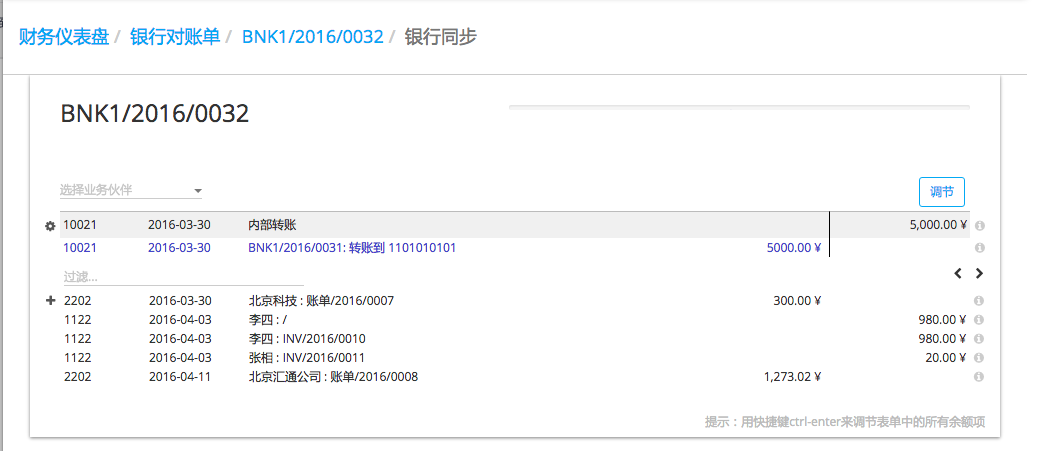 财务仪表盘 / 银行对账单 / BNK1/2016/0032 / 银行同步
BNK1/2016/0032
选择业务伙伴
调节
10021 2016-03-30 内部转账 5,000.00 ¥
10021 2016-03-30 BNK1/2016/0031: 转账到 1101010101 5000.00 ¥
过滤...
2202 2016-03-30 北京科技 : 账单/2016/0007 300.00 ¥
1122 2016-04-03 李四 : / 980.00 ¥
1122 2016-04-03 李四 : INV/2016/0010 980.00 ¥
1122 2016-04-03 张相 : INV/2016/0011 20.00 ¥
2202 2016-04-11 北京汇通公司 : 账单/2016/0008 1,273.02 ¥
提示：用快捷键ctrl-enter来调节表单中的所有余额项